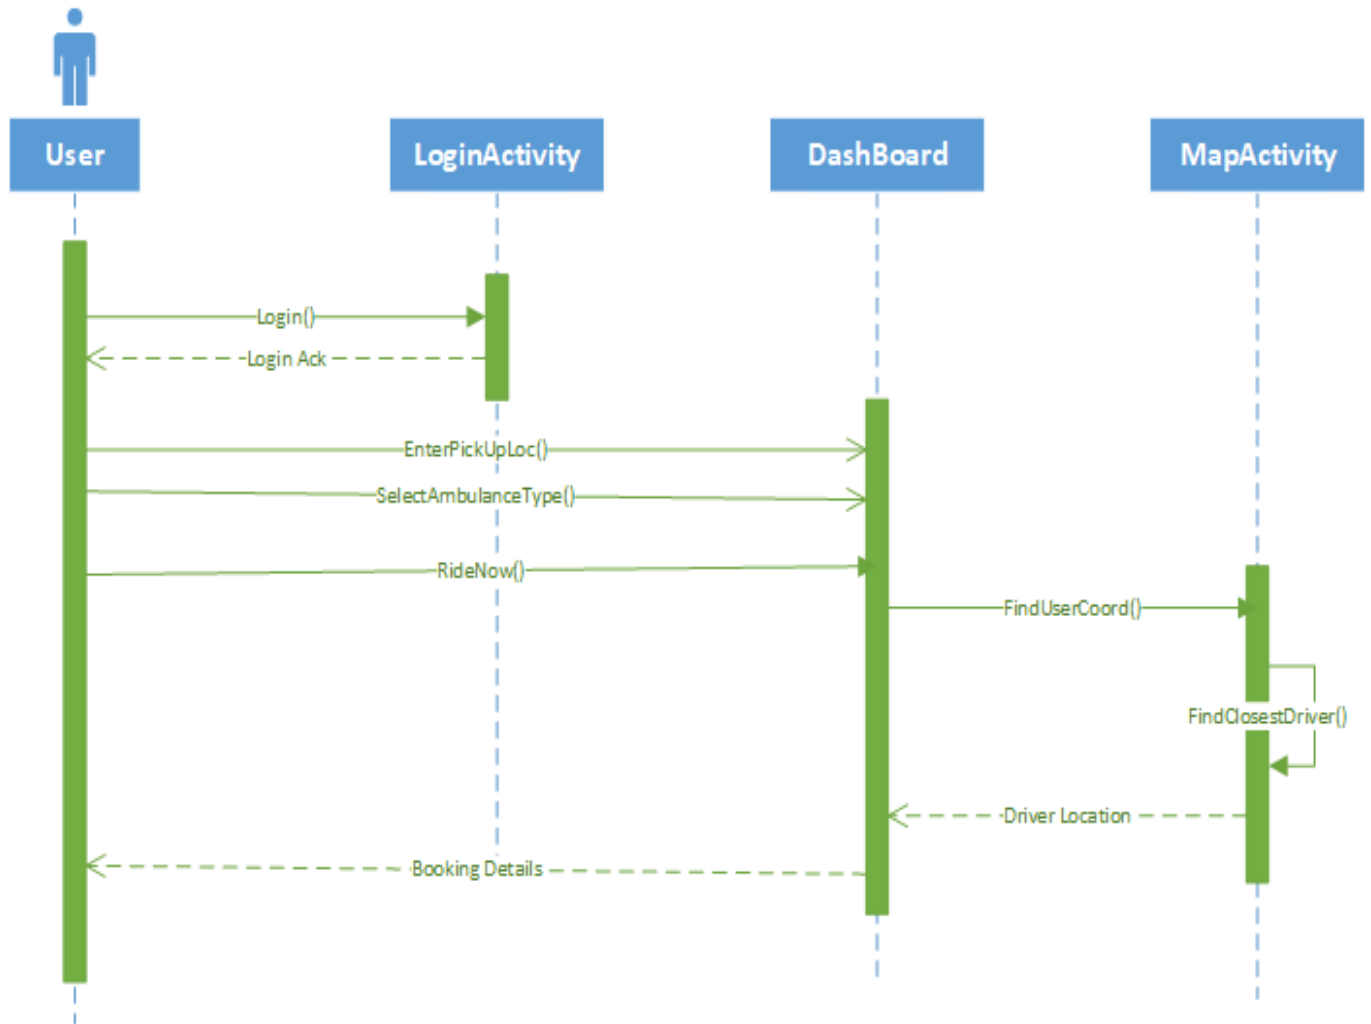 User
LoginActivity
DashBoard
MapActivity
Login()
Login Ack
EnterPickUpLoc()
SelectAmbulanceType()
RideNow()
FindUserCoord()
FindClosestDriver()
Driver Location
Booking Details